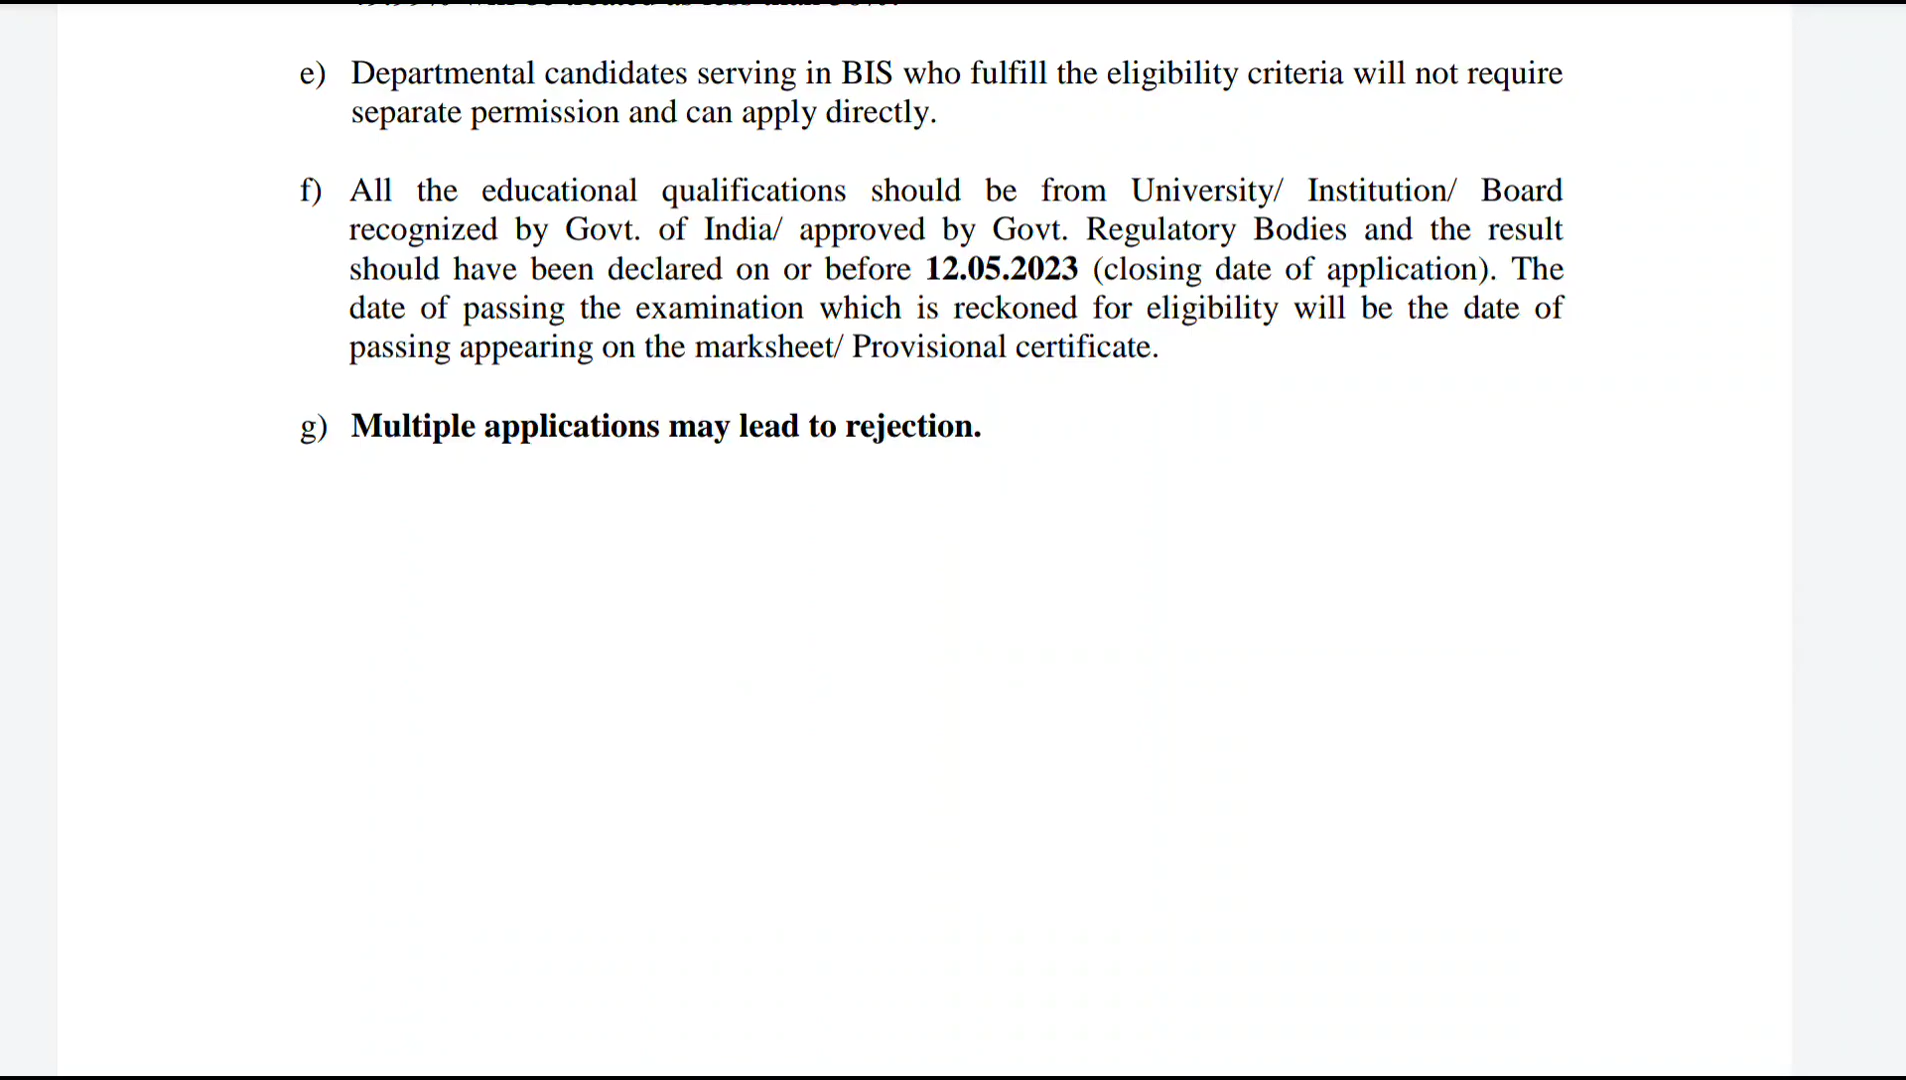 e) Departmental candidates serving in BIS who fulfill the eligibility criteria will not require
separate permission and can apply directly.
f) All the educational qualifications should be from University/ Institution/ Board
recognized by Govt. of India/ approved by Govt. Regulatory Bodies and the result
should have been declared on or before 12.05.2023 (closing date of application). The
date of passing the examination which is reckoned for eligibility will be the date of
passing appearing on the marksheet/ Provisional certificate.
g) Multiple applications may lead to rejection.